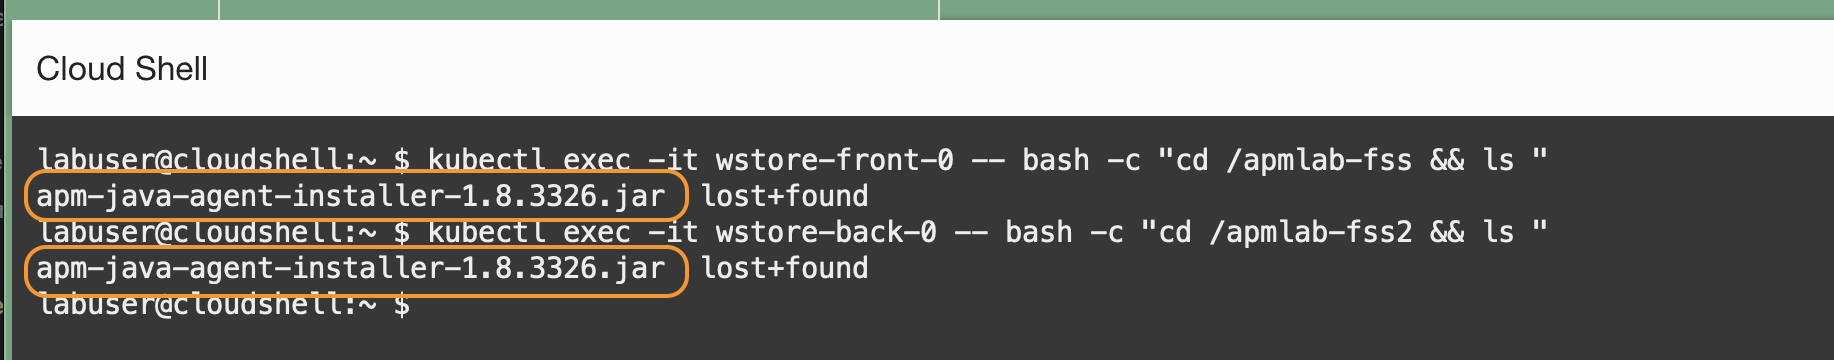 Cloud Shell
labuser@cloudshell:~ $ kubectl exec -it wstore-front-0 -- bash -c "cd /apmlab-fss && ls "
apm-java-agent-installer-1.8.3326.jar lost+found
labuser@cloudshell:~ $ kubectl exec -it wstore-back-0 -- bash -c "cd /apmlab-fss2 && ls "
apm-java-agent-installer-1.8.3326.jar lost+found
labuser@cloudshell:~ $